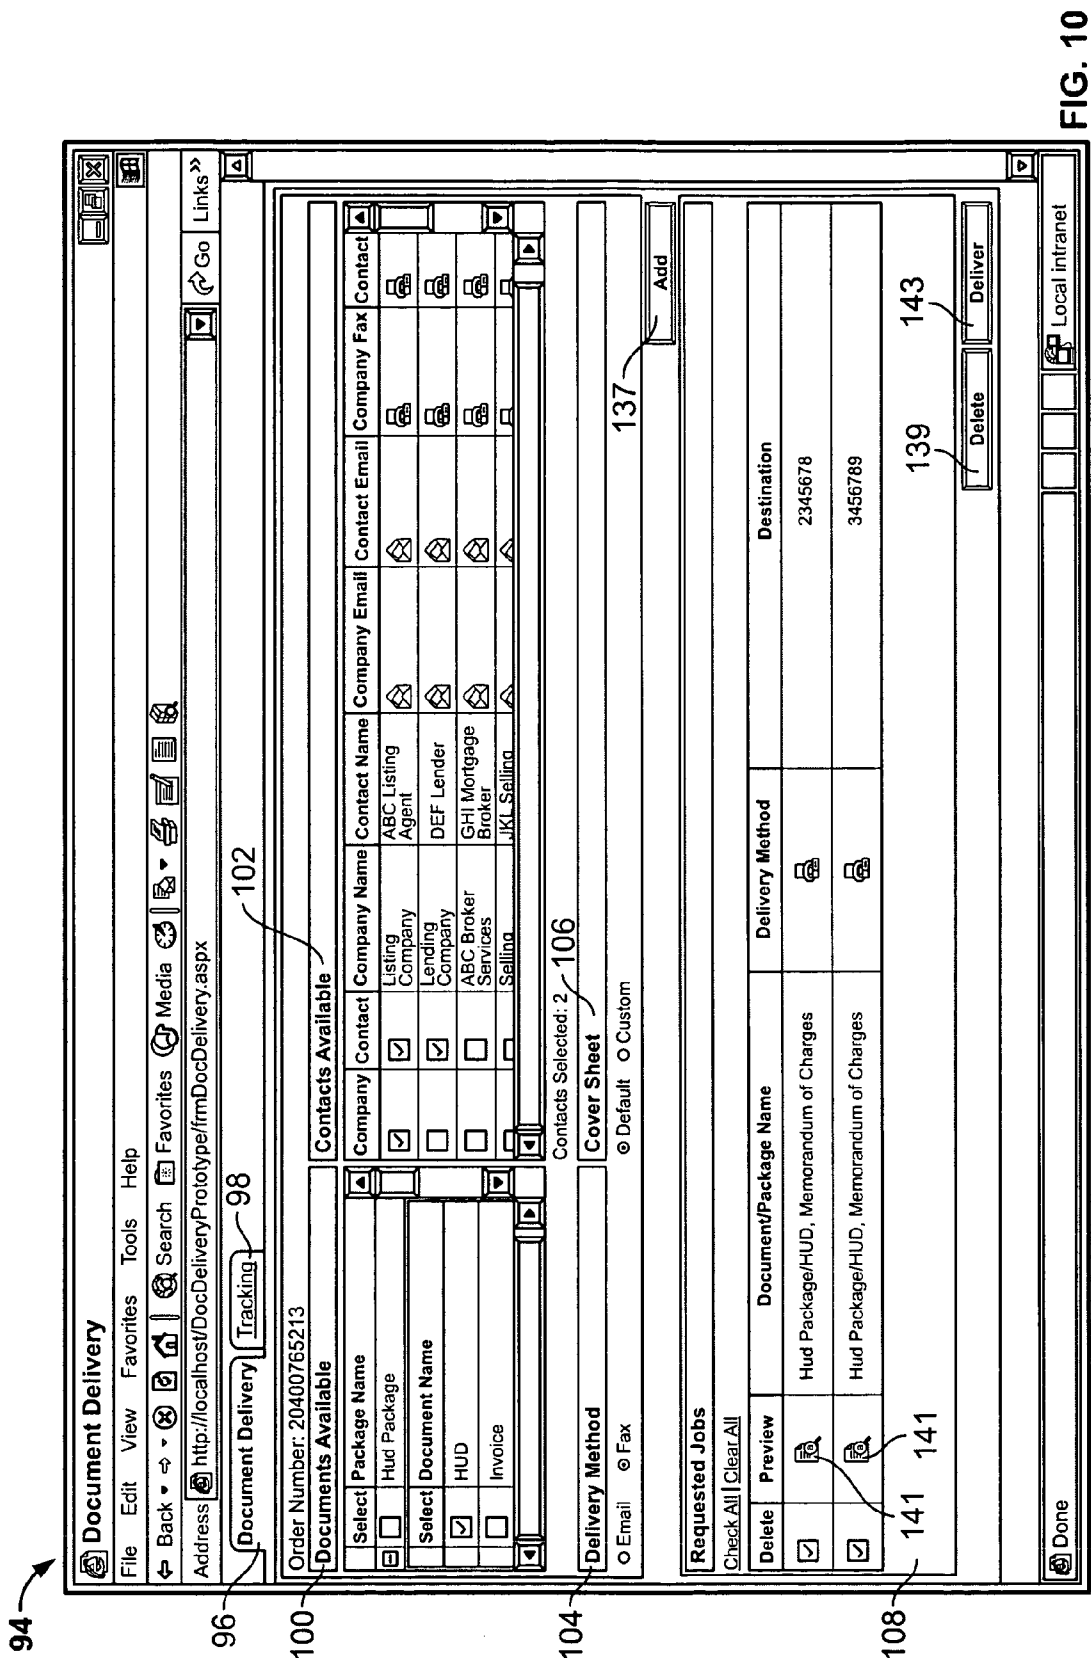 94
Document Delivery
File Edit View Favorites Tools Help
Back Search Favorites Media
Address http://localhost/DocDeliveryPrototype/frmDocDelivery.aspx Go Links »
96 Document Delivery Tracking 98
Order Number: 20400765213
100 Documents Available
Select Package Name
Hud Package
Select Document Name
HUD
Invoice
102
Contacts Available
Company Contact Company Name Contact Name Company Email Contact Email Company Fax Contact
Listing Company ABC Listing Agent
Lending Company DEF Lender
ABC Broker Services GHI Mortgage Broker
Selling JKL Selling
Contacts Selected: 2
106
104 Delivery Method
Email Fax
Cover Sheet
Default Custom
137 Add
Requested Jobs
Check All | Clear All
Delete Preview Document/Package Name Delivery Method Destination
Hud Package/HUD, Memorandum of Charges 2345678
Hud Package/HUD, Memorandum of Charges 3456789
141
141
108
139 143
Delete Deliver
Done Local intranet
FIG. 10